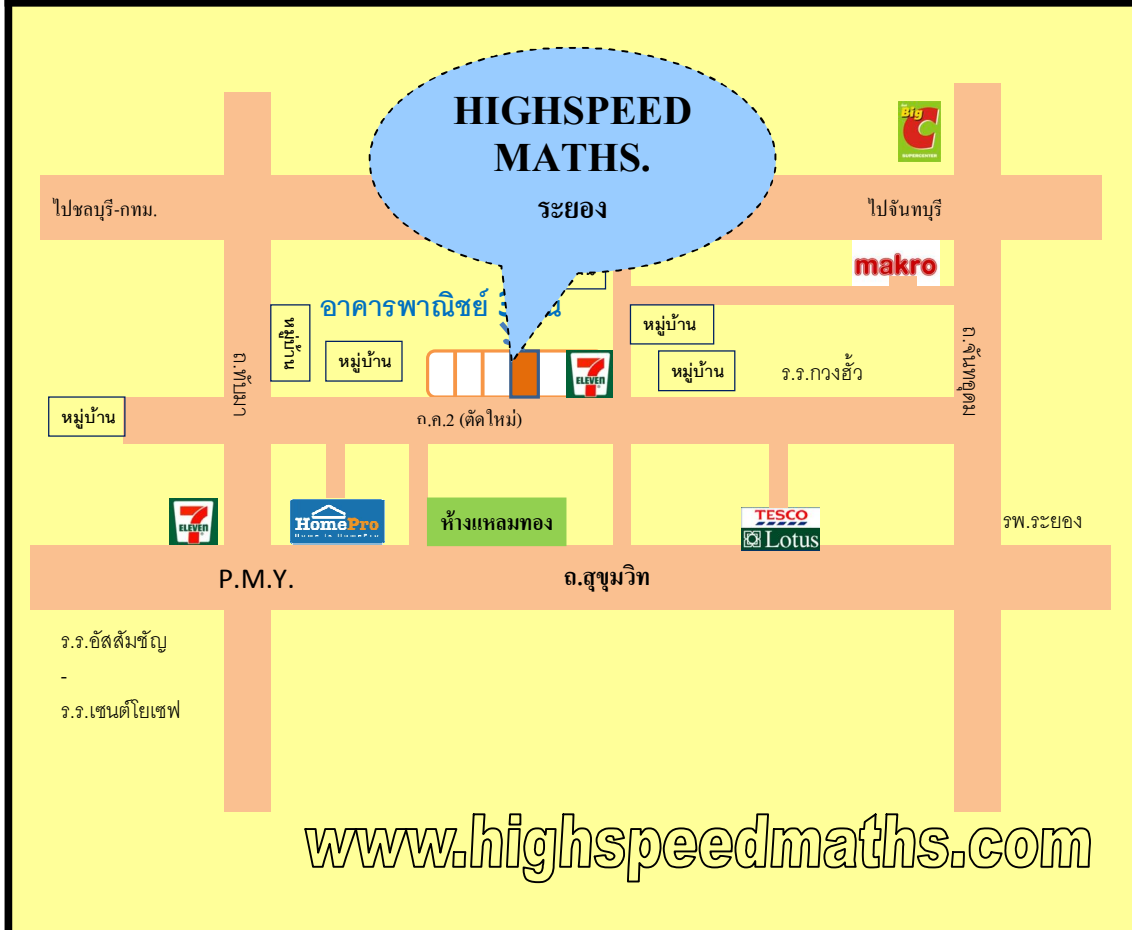 HIGHSPEED
MATHS.
ระยอง
Big
C
SUPERCENTER
ไปชลบุรี-กทม.
ไปจันทบุรี
makro
อาคารพาณิชย์ 3
หมู่บ้าน
หมู่บ้าน
หมู่บ้าน
หมู่บ้าน
7
ELEVEN
ร.ร.กวงฮั้ว
ถ.ทับมา
ถ.จันทอุดม
หมู่บ้าน
ก.ค.2 (ตัดใหม่)
7
ELEVEN
HomePro
ห้างแหลมทอง
TESCO
Lotus
รพ.ระยอง
P.M.Y.
ถ.สุขุมวิท
ร.ร.อัสสัมชัญ
-
ร.ร.เซนต์โยเซฟ
www.highspeedmaths.com